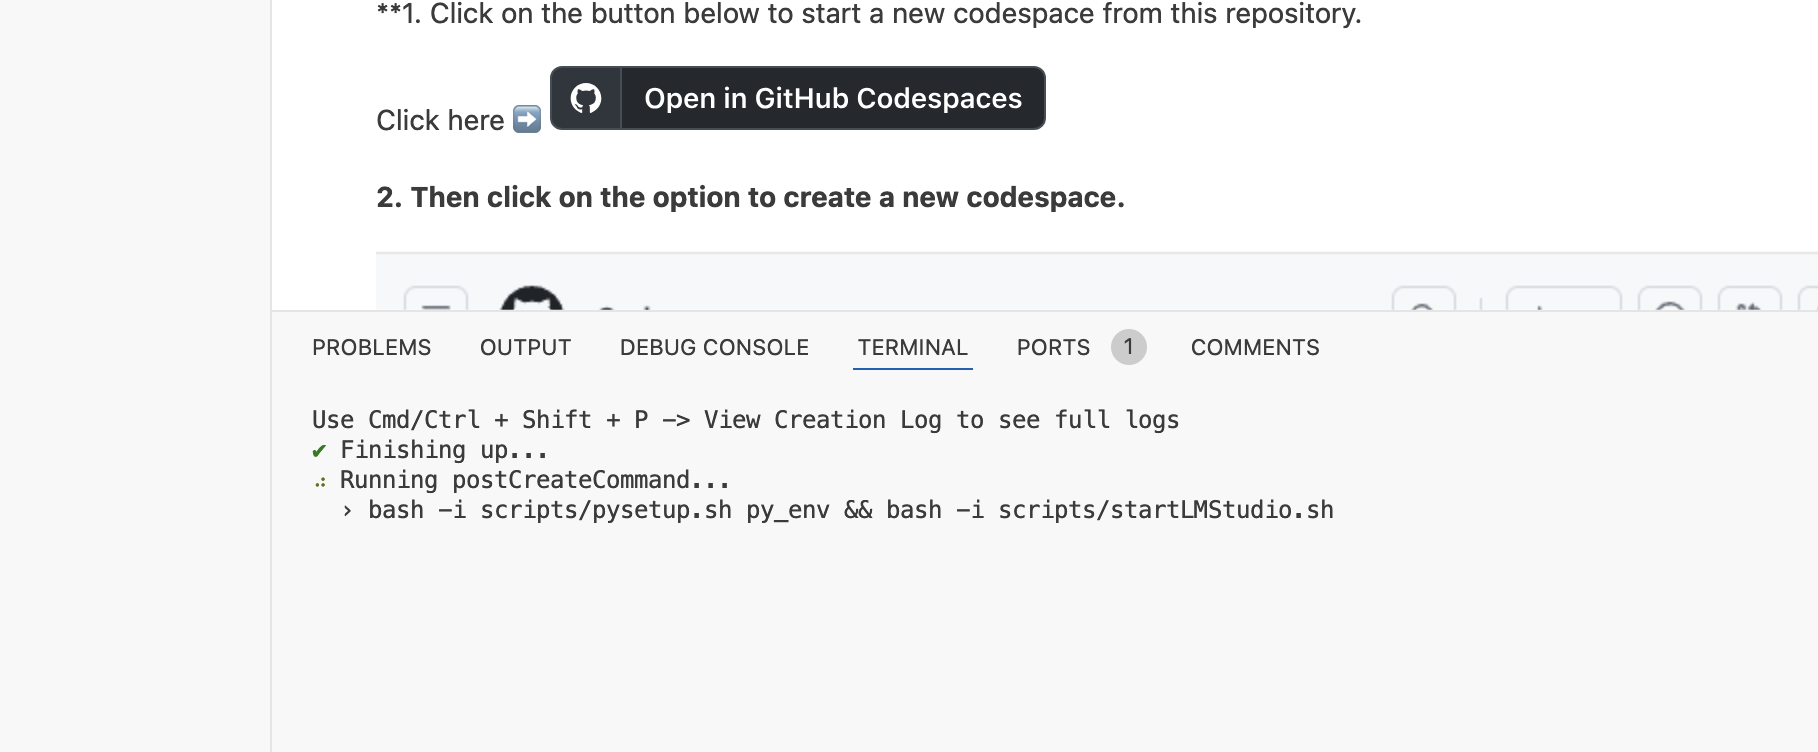 **1. Click on the button below to start a new codespace from this repository.
Click here ➡️ Open in GitHub Codespaces
2. Then click on the option to create a new codespace.
PROBLEMS OUTPUT DEBUG CONSOLE TERMINAL PORTS 1 COMMENTS
Use Cmd/Ctrl + Shift + P -> View Creation Log to see full logs
✔ Finishing up...
⠴ Running postCreateCommand...
› bash -i scripts/pysetup.sh py_env && bash -i scripts/startLMStudio.sh